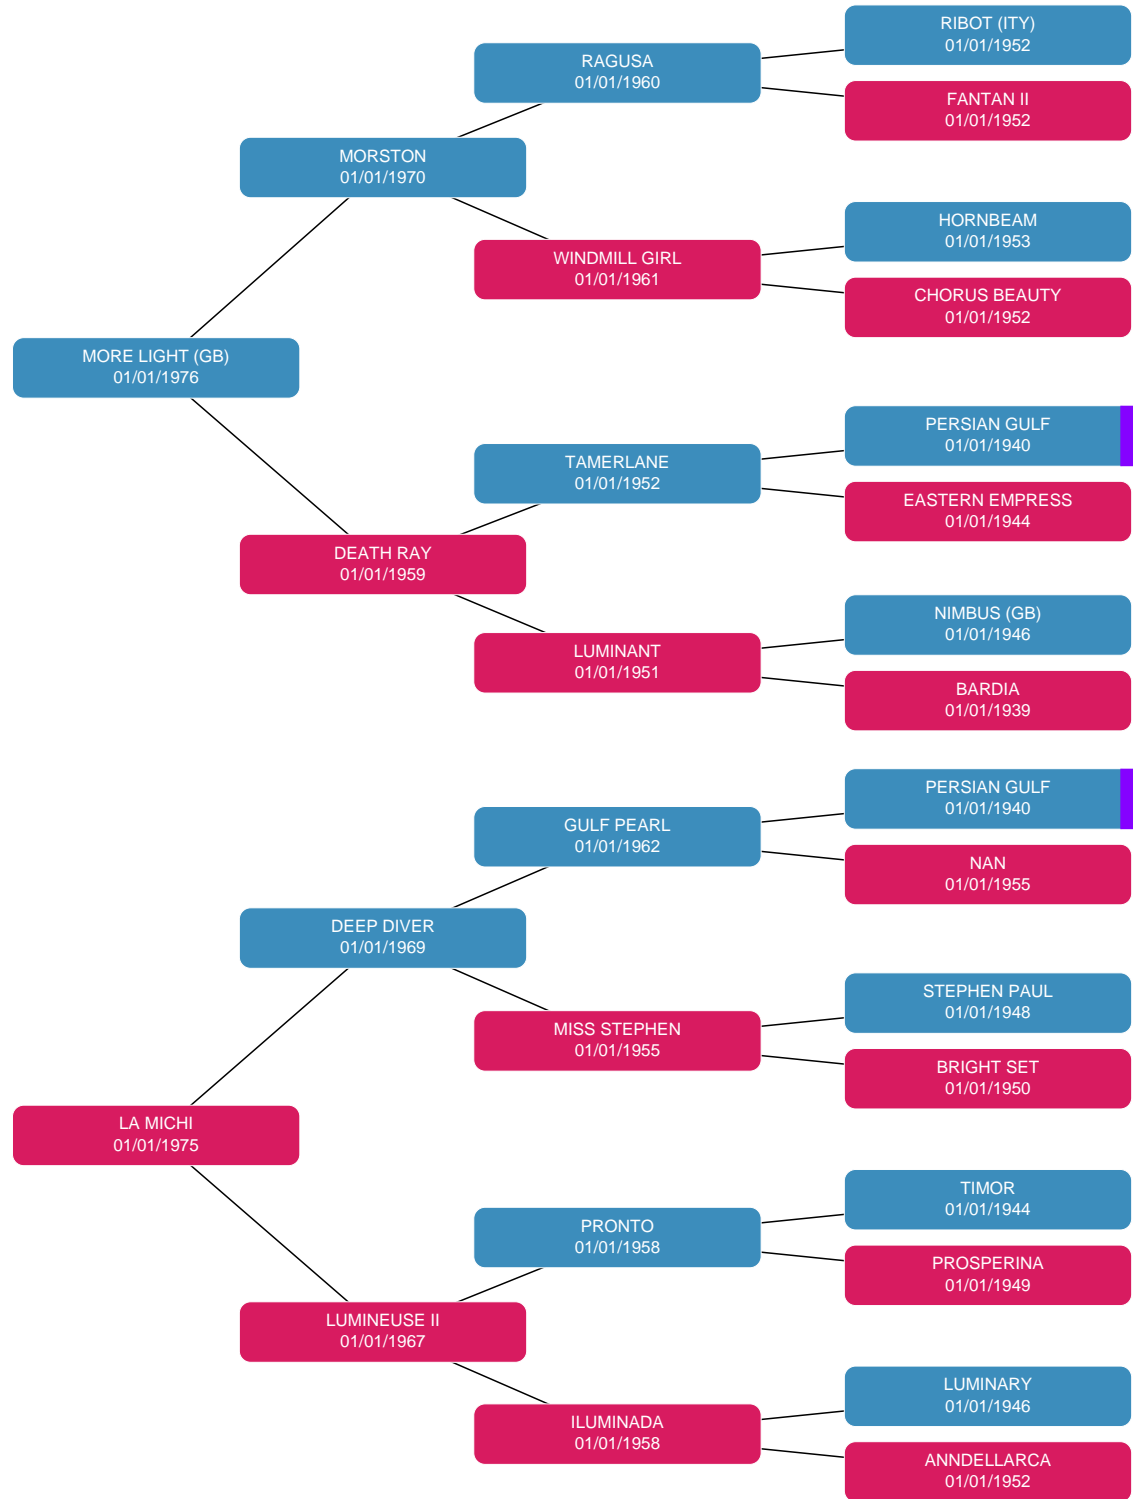 RIBOT (ITY)
01/01/1952
RAGUSA
01/01/1960
FANTAN II
01/01/1952
MORSTON
01/01/1970
HORNBEAM
01/01/1953
WINDMILL GIRL
01/01/1961
CHORUS BEAUTY
01/01/1952
MORE LIGHT (GB)
01/01/1976
PERSIAN GULF
01/01/1940
TAMERLANE
01/01/1952
EASTERN EMPRESS
01/01/1944
DEATH RAY
01/01/1959
NIMBUS (GB)
01/01/1946
LUMINANT
01/01/1951
BARDIA
01/01/1939
PERSIAN GULF
01/01/1940
GULF PEARL
01/01/1962
NAN
01/01/1955
DEEP DIVER
01/01/1969
STEPHEN PAUL
01/01/1948
MISS STEPHEN
01/01/1955
BRIGHT SET
01/01/1950
LA MICHI
01/01/1975
TIMOR
01/01/1944
PRONTO
01/01/1958
PROSPERINA
01/01/1949
LUMINEUSE II
01/01/1967
LUMINARY
01/01/1946
ILUMINADA
01/01/1958
ANNDELLARCA
01/01/1952